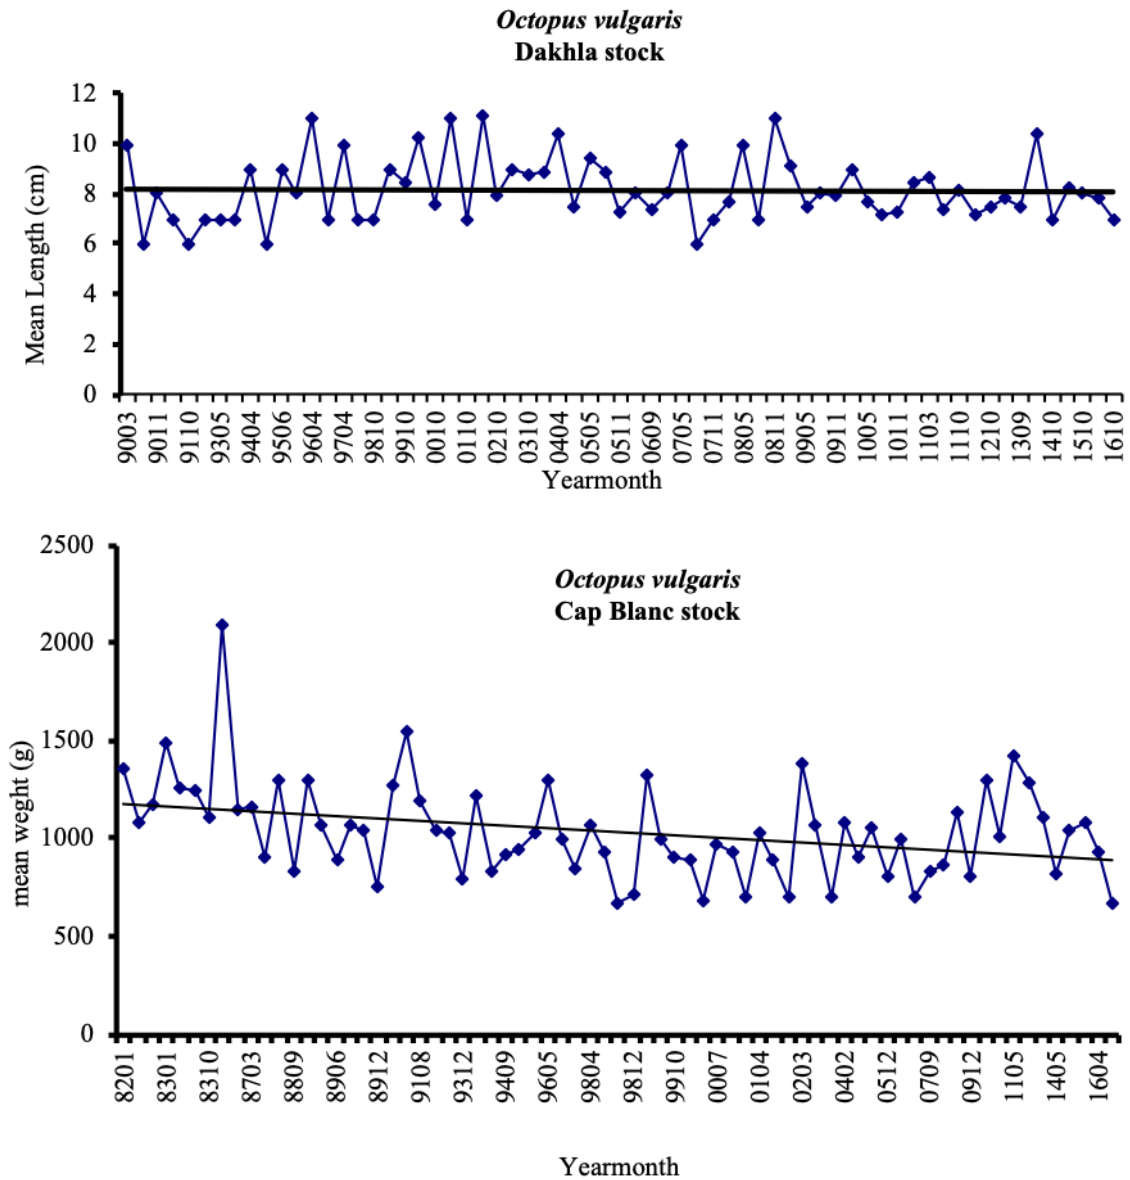 Octopus vulgaris
Dakhla stock
12
10
8
6
4
2
0
Mean Length (cm)
9003 9011 9110 9305 9404 9506 9604 9704 9810 9910 0010 0110 0210 0310 0404 0505 0511 0609 0705 0711 0805 0811 0905 0911 1005 1011 1103 1110 1210 1309 1410 1510 1610
Yearmonth
2500
2000
1500
1000
500
0
Octopus vulgaris
Cap Blanc stock
mean weght (g)
8201 8301 8310 8703 8809 8906 8912 9108 9312 9409 9605 9804 9812 9910 0007 0104 0203 0402 0512 0709 0912 1105 1405 1604
Yearmonth